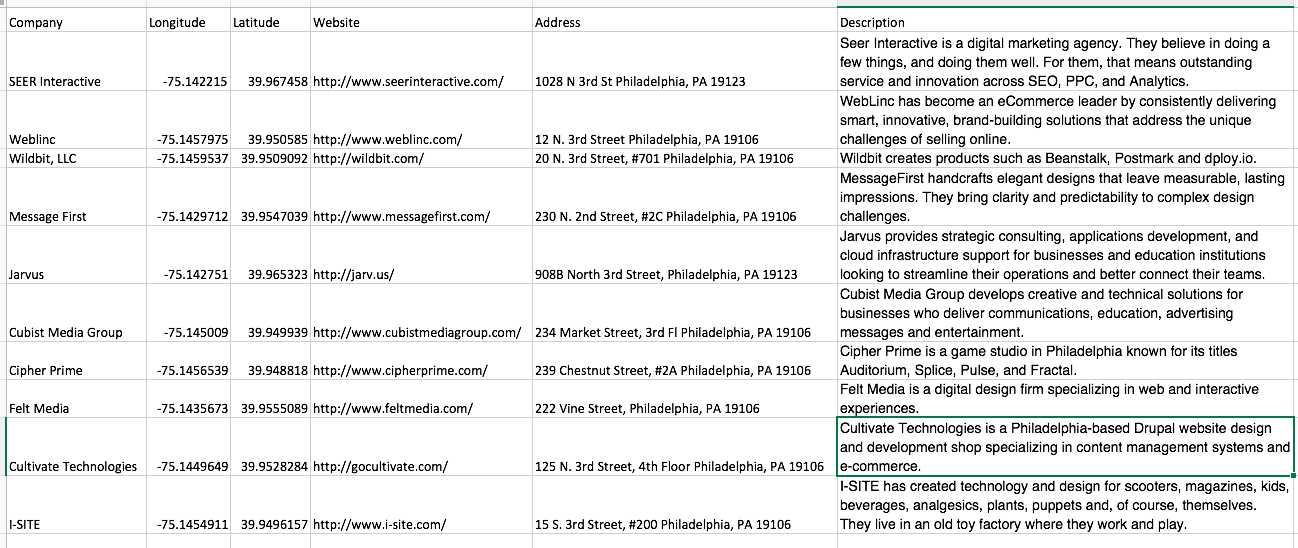 Company Longitude Latitude Website Address Description
Seer Interactive is a digital marketing agency. They believe in doing a
few things, and doing them well. For them, that means outstanding
SEER Interactive -75.142215 39.967458 http://www.seerinteractive.com/ 1028 N 3rd St Philadelphia, PA 19123 service and innovation across SEO, PPC, and Analytics.
WebLinc has become an eCommerce leader by consistently delivering
smart, innovative, brand-building solutions that address the unique
Weblinc -75.1457975 39.950585 http://www.weblinc.com/ 12 N. 3rd Street Philadelphia, PA 19106 challenges of selling online.
Wildbit, LLC -75.1459537 39.9509092 http://wildbit.com/ 20 N. 3rd Street, #701 Philadelphia, PA 19106 Wildbit creates products such as Beanstalk, Postmark and dploy.io.
MessageFirst handcrafts elegant designs that leave measurable, lasting
impressions. They bring clarity and predictability to complex design
Message First -75.1429712 39.9547039 http://www.messagefirst.com/ 230 N. 2nd Street, #2C Philadelphia, PA 19106 challenges.
Jarvus provides strategic consulting, applications development, and
cloud infrastructure support for businesses and education institutions
Jarvus -75.142751 39.965323 http://jarv.us/ 908B North 3rd Street, Philadelphia, PA 19123 looking to streamline their operations and better connect their teams.
Cubist Media Group develops creative and technical solutions for
businesses who deliver communications, education, advertising
Cubist Media Group -75.145009 39.949939 http://www.cubistmediagroup.com/ 234 Market Street, 3rd Fl Philadelphia, PA 19106 messages and entertainment.
Cipher Prime is a game studio in Philadelphia known for its titles
Cipher Prime -75.1456539 39.948818 http://www.cipherprime.com/ 239 Chestnut Street, #2A Philadelphia, PA 19106 Auditorium, Splice, Pulse, and Fractal.
Felt Media is a digital design firm specializing in web and interactive
Felt Media -75.1435673 39.9555089 http://www.feltmedia.com/ 222 Vine Street, Philadelphia, PA 19106 experiences.
Cultivate Technologies is a Philadelphia-based Drupal website design
and development shop specializing in content management systems and
Cultivate Technologies -75.1449649 39.9528284 http://gocultivate.com/ 125 N. 3rd Street, 4th Floor Philadelphia, PA 19106 e-commerce.
I-SITE has created technology and design for scooters, magazines, kids,
beverages, analgesics, plants, puppets and, of course, themselves.
I-SITE -75.1454911 39.9496157 http://www.i-site.com/ 15 S. 3rd Street, #200 Philadelphia, PA 19106 They live in an old toy factory where they work and play.